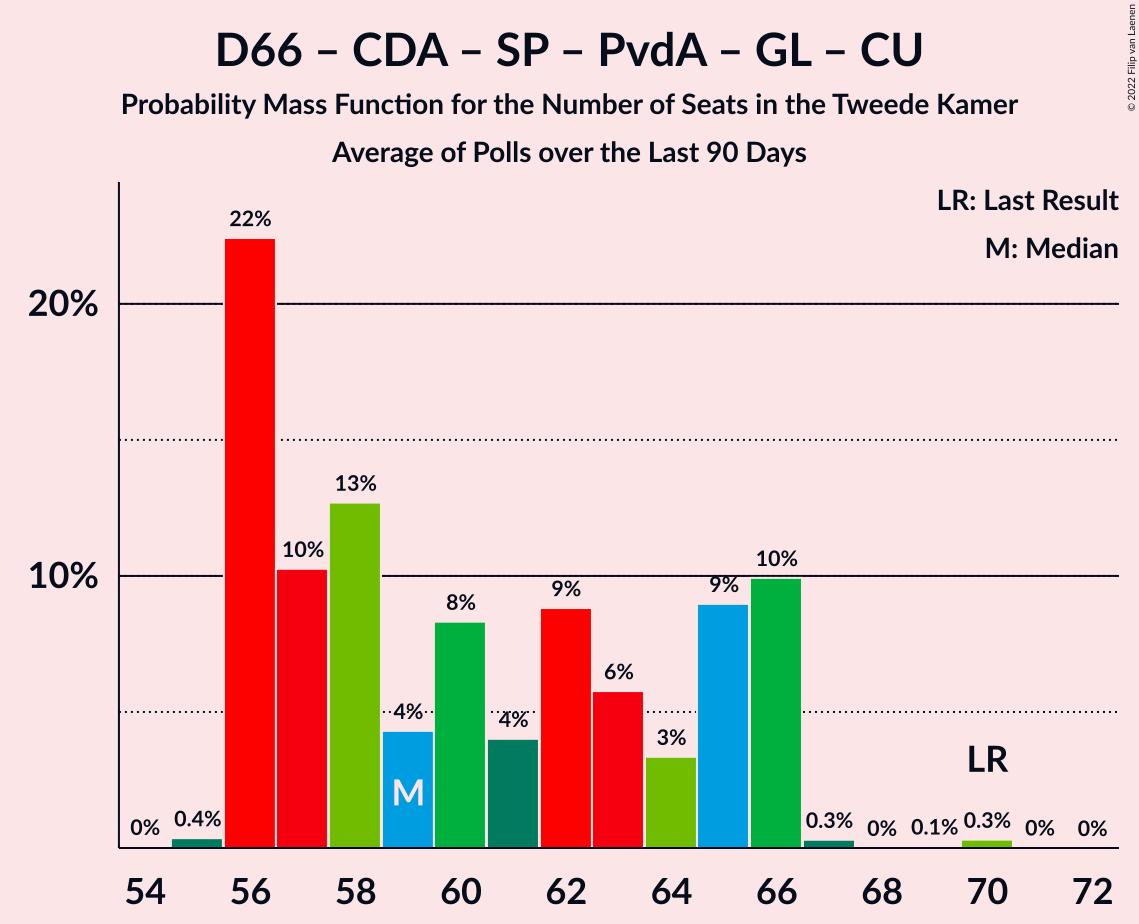 D66 – CDA – SP – PvdA – GL – CU
Probability Mass Function for the Number of Seats in the Tweede Kamer
Average of Polls over the Last 90 Days
© 2022 Filip van Laenen
LR: Last Result
M: Median
20%
10%
0%
0.4%
22%
10%
13%
4%
8%
4%
9%
6%
3%
9%
10%
0.3%
0%
0.1%
0.3%
0%
0%
M
LR
54 56 58 60 62 64 66 68 70 72